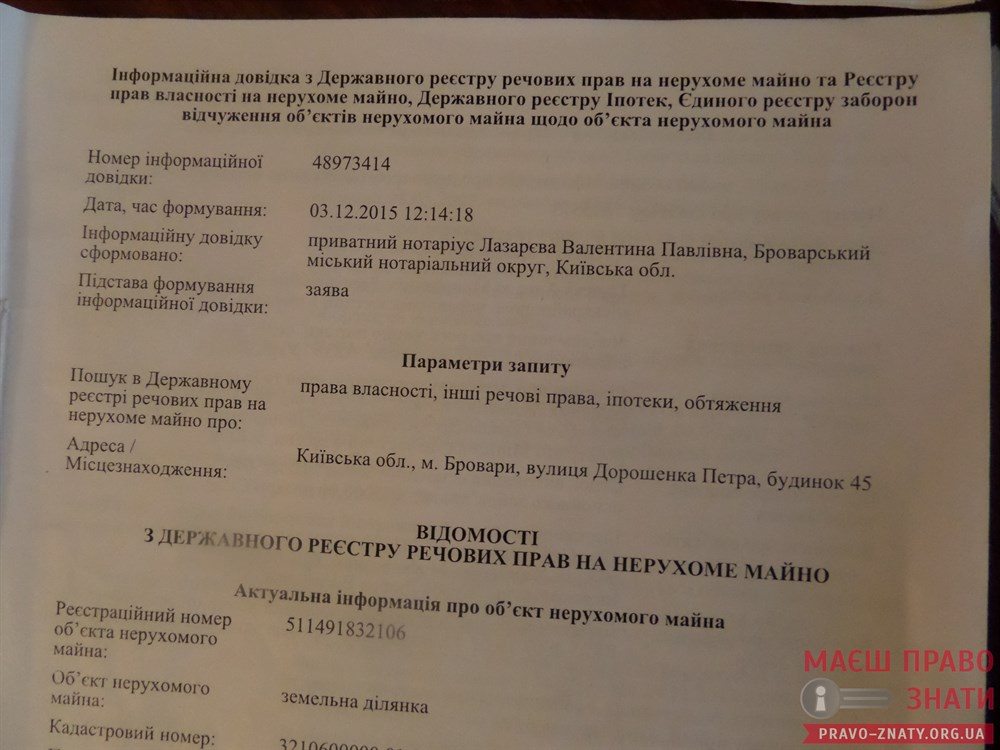 Інформаційна довідка з Державного реєстру речових прав на нерухоме майно та Реєстру
прав власності на нерухоме майно, Державного реєстру Іпотек, Єдиного реєстру заборон
відчуження об’єктів нерухомого майна щодо об’єкта нерухомого майна
Номер інформаційної
довідки:
48973414
Дата, час формування:
03.12.2015 12:14:18
Інформаційну довідку
сформовано:
приватний нотаріус Лазарєва Валентина Павлівна, Броварський
міський нотаріальний округ, Київська обл.
Підстава формування
інформаційної довідки:
заява
Параметри запиту
Пошук в Державному
реєстрі речових прав на
нерухоме майно про:
права власності, інші речові права, іпотеки, обтяження
Адреса /
Місцезнаходження:
Київська обл., м. Бровари, вулиця Дорошенка Петра, будинок 45
ВІДОМОСТІ
З ДЕРЖАВНОГО РЕЄСТРУ РЕЧОВИХ ПРАВ НА НЕРУХОМЕ МАЙНО
Актуальна інформація про об’єкт нерухомого майна
Реєстраційний номер
об’єкта нерухомого
майна:
511491832106
Об’єкт нерухомого
майна:
земельна ділянка
Кадастровий номер:
МАЄШ ПРАВО
ЗНАТИ
PRAVO-ZNATY.ORG.UA